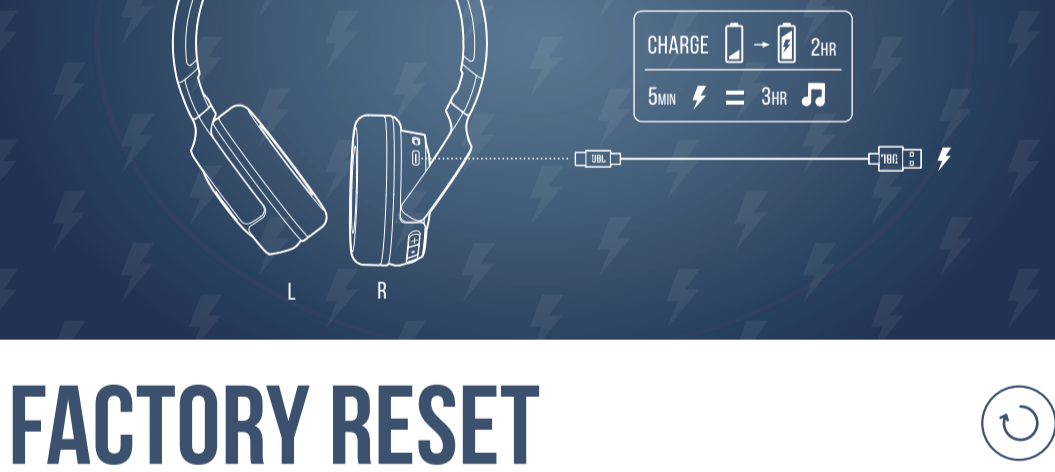 CHARGE 2HR
5MIN = 3HR
JBL JBL
L R
FACTORY RESET